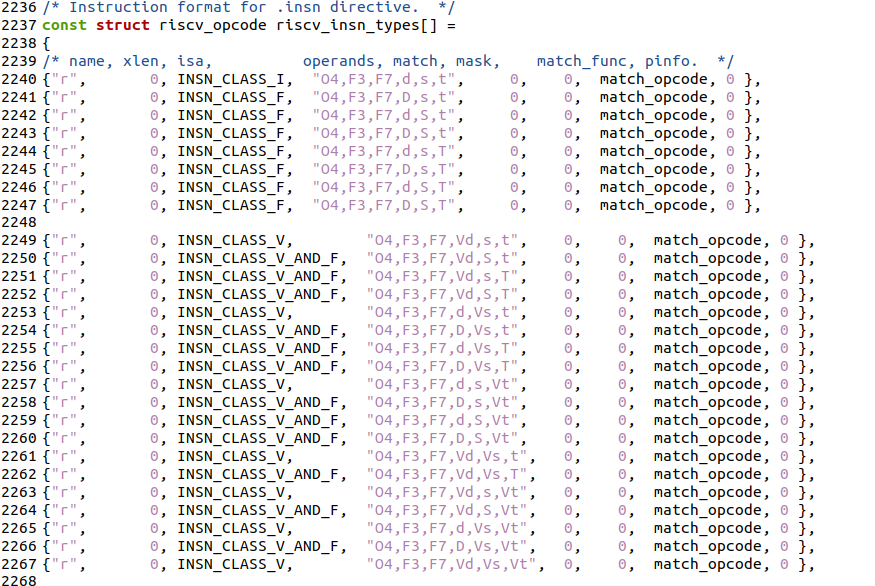 2236 /* Instruction format for .insn directive.  */
2237 const struct riscv_opcode riscv_insn_types[] =
2238 {
2239 /* name, xlen, isa,          operands, match, mask,    match_func, pinfo.  */
2240 {"r",       0, INSN_CLASS_I,  "O4,F3,F7,d,s,t",     0,    0,  match_opcode, 0 },
2241 {"r",       0, INSN_CLASS_F,  "O4,F3,F7,D,s,t",     0,    0,  match_opcode, 0 },
2242 {"r",       0, INSN_CLASS_F,  "O4,F3,F7,d,S,t",     0,    0,  match_opcode, 0 },
2243 {"r",       0, INSN_CLASS_F,  "O4,F3,F7,D,S,t",     0,    0,  match_opcode, 0 },
2244 {"r",       0, INSN_CLASS_F,  "O4,F3,F7,d,s,T",     0,    0,  match_opcode, 0 },
2245 {"r",       0, INSN_CLASS_F,  "O4,F3,F7,D,s,T",     0,    0,  match_opcode, 0 },
2246 {"r",       0, INSN_CLASS_F,  "O4,F3,F7,d,S,T",     0,    0,  match_opcode, 0 },
2247 {"r",       0, INSN_CLASS_F,  "O4,F3,F7,D,S,T",     0,    0,  match_opcode, 0 },
2248
2249 {"r",       0, INSN_CLASS_V,        "O4,F3,F7,Vd,s,t",    0,    0,  match_opcode, 0 },
2250 {"r",       0, INSN_CLASS_V_AND_F,  "O4,F3,F7,Vd,S,t",    0,    0,  match_opcode, 0 },
2251 {"r",       0, INSN_CLASS_V_AND_F,  "O4,F3,F7,Vd,s,T",    0,    0,  match_opcode, 0 },
2252 {"r",       0, INSN_CLASS_V_AND_F,  "O4,F3,F7,Vd,S,T",    0,    0,  match_opcode, 0 },
2253 {"r",       0, INSN_CLASS_V,        "O4,F3,F7,d,Vs,t",    0,    0,  match_opcode, 0 },
2254 {"r",       0, INSN_CLASS_V_AND_F,  "O4,F3,F7,D,Vs,t",    0,    0,  match_opcode, 0 },
2255 {"r",       0, INSN_CLASS_V_AND_F,  "O4,F3,F7,d,Vs,T",    0,    0,  match_opcode, 0 },
2256 {"r",       0, INSN_CLASS_V_AND_F,  "O4,F3,F7,D,Vs,T",    0,    0,  match_opcode, 0 },
2257 {"r",       0, INSN_CLASS_V,        "O4,F3,F7,d,s,Vt",    0,    0,  match_opcode, 0 },
2258 {"r",       0, INSN_CLASS_V_AND_F,  "O4,F3,F7,D,s,Vt",    0,    0,  match_opcode, 0 },
2259 {"r",       0, INSN_CLASS_V_AND_F,  "O4,F3,F7,d,S,Vt",    0,    0,  match_opcode, 0 },
2260 {"r",       0, INSN_CLASS_V_AND_F,  "O4,F3,F7,D,S,Vt",    0,    0,  match_opcode, 0 },
2261 {"r",       0, INSN_CLASS_V,        "O4,F3,F7,Vd,Vs,t",   0,    0,  match_opcode, 0 },
2262 {"r",       0, INSN_CLASS_V_AND_F,  "O4,F3,F7,Vd,Vs,T",   0,    0,  match_opcode, 0 },
2263 {"r",       0, INSN_CLASS_V,        "O4,F3,F7,Vd,s,Vt",   0,    0,  match_opcode, 0 },
2264 {"r",       0, INSN_CLASS_V_AND_F,  "O4,F3,F7,Vd,S,Vt",   0,    0,  match_opcode, 0 },
2265 {"r",       0, INSN_CLASS_V,        "O4,F3,F7,d,Vs,Vt",   0,    0,  match_opcode, 0 },
2266 {"r",       0, INSN_CLASS_V_AND_F,  "O4,F3,F7,D,Vs,Vt",   0,    0,  match_opcode, 0 },
2267 {"r",       0, INSN_CLASS_V,        "O4,F3,F7,Vd,Vs,Vt",  0,    0,  match_opcode, 0 },
2268